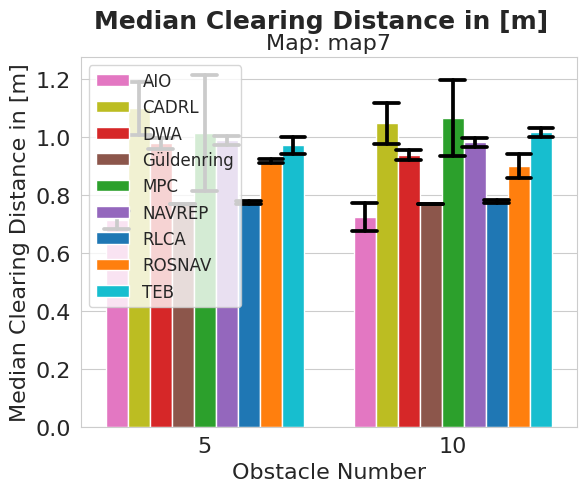 Median Clearing Distance in [m]
Map: map7
Median Clearing Distance in [m]
1.2
1.0
0.8
0.6
0.4
0.2
0.0
AIO
CADRL
DWA
Güldenring
MPC
NAVREP
RLCA
ROSNAV
TEB
5
10
Obstacle Number